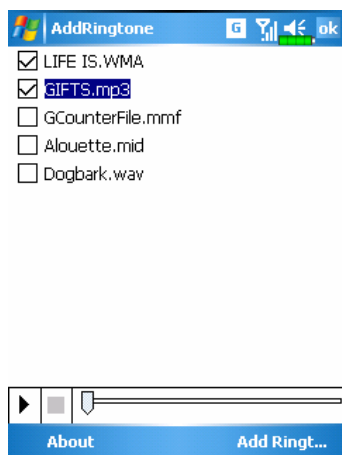 AddRingtone G ok
LIFE IS.WMA
GIFTS.mp3
GCounterFile.mmf
Alouette.mid
Dogbark.wav
About Add Ringt...